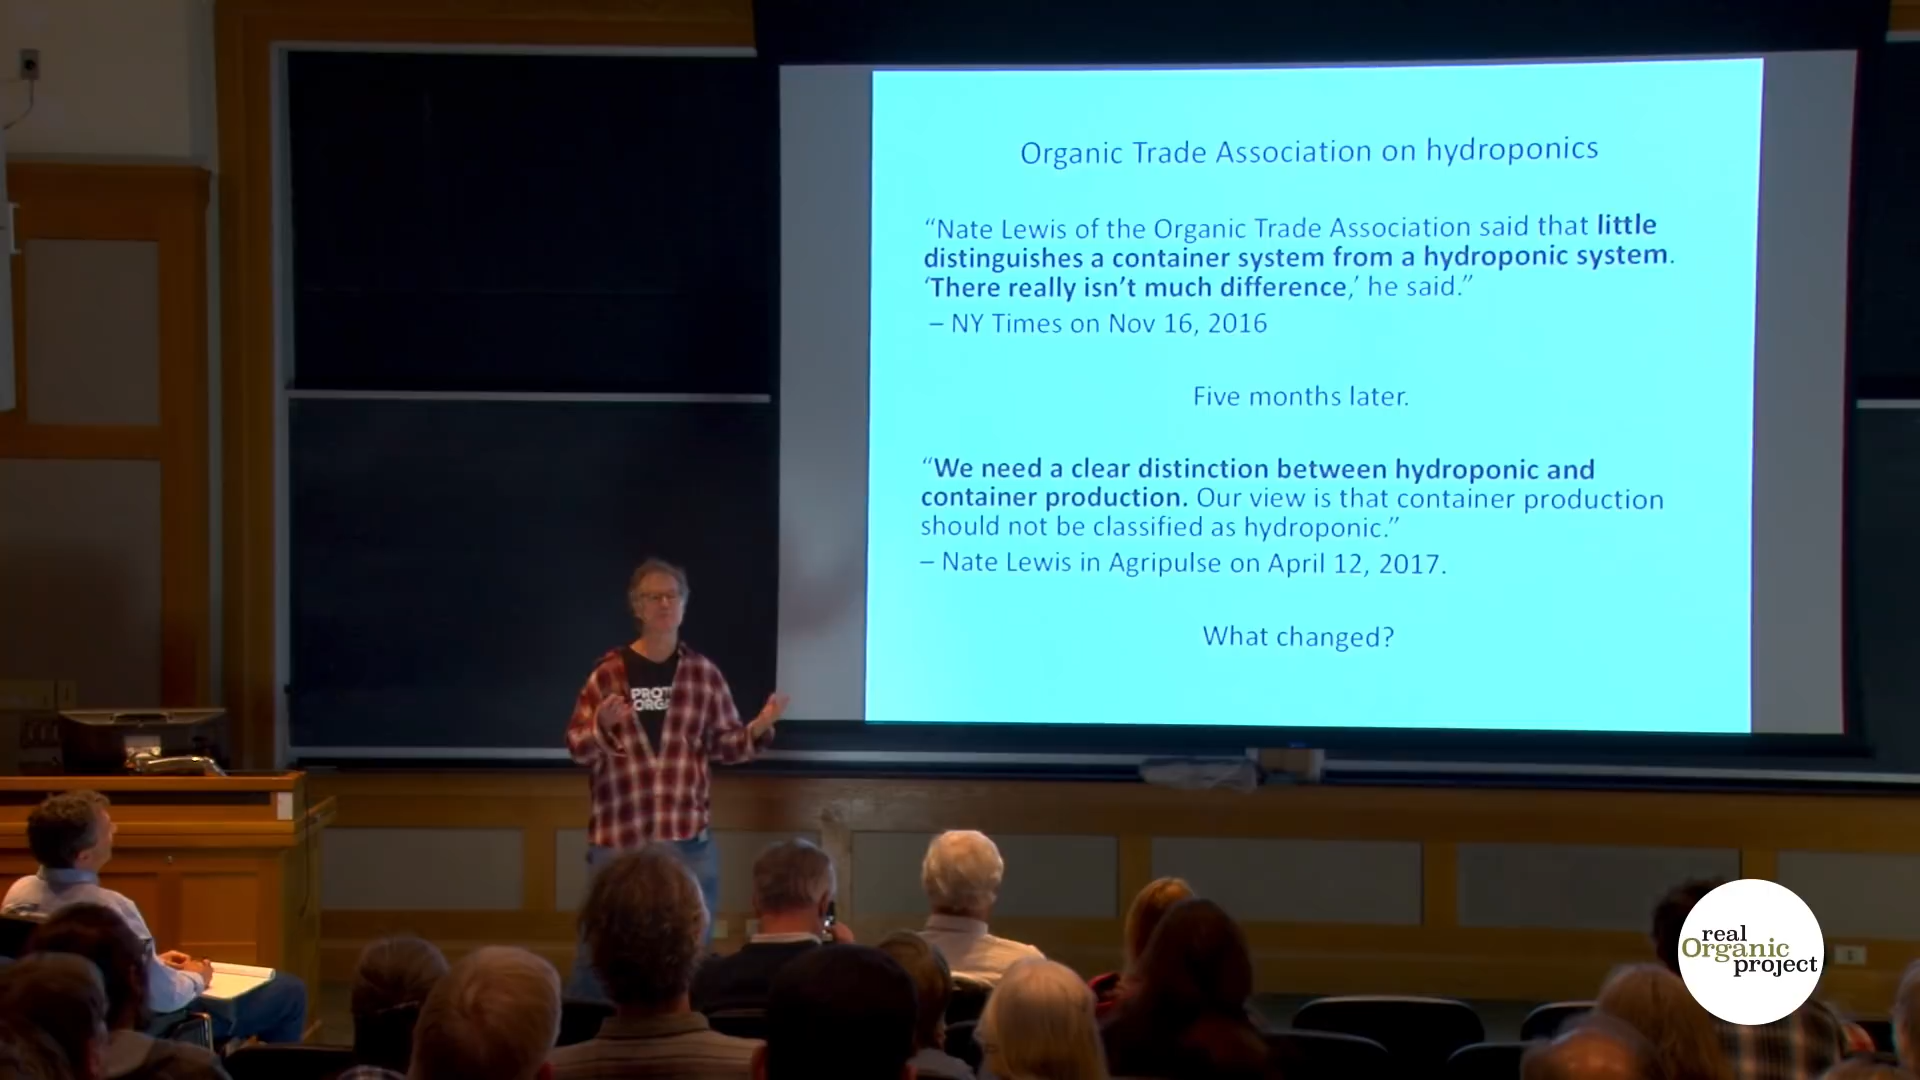 Organic Trade Association on hydroponics
“Nate Lewis of the Organic Trade Association said that little
distinguishes a container system from a hydroponic system.
‘There really isn’t much difference,’ he said.”
– NY Times on Nov 16, 2016
Five months later.
“We need a clear distinction between hydroponic and
container production. Our view is that container production
should not be classified as hydroponic.”
– Nate Lewis in Agripulse on April 12, 2017.
What changed?
PROT
ORGA
real
Organic
project